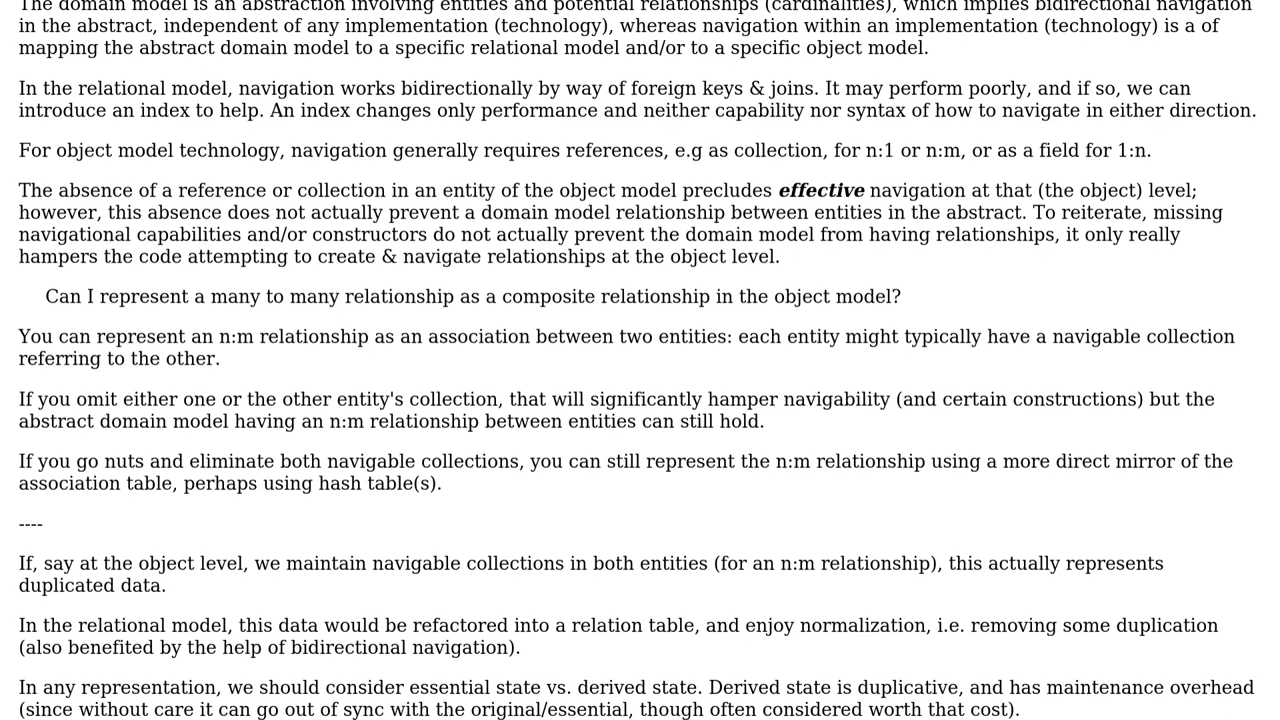 The domain model is an abstraction involving entities and potential relationships (cardinalities), which implies bidirectional navigation
in the abstract, independent of any implementation (technology), whereas navigation within an implementation (technology) is a of
mapping the abstract domain model to a specific relational model and/or to a specific object model.
In the relational model, navigation works bidirectionally by way of foreign keys & joins. It may perform poorly, and if so, we can
introduce an index to help. An index changes only performance and neither capability nor syntax of how to navigate in either direction.
For object model technology, navigation generally requires references, e.g as collection, for n:1 or n:m, or as a field for 1:n.
The absence of a reference or collection in an entity of the object model precludes effective navigation at that (the object) level;
however, this absence does not actually prevent a domain model relationship between entities in the abstract. To reiterate, missing
navigational capabilities and/or constructors do not actually prevent the domain model from having relationships, it only really
hampers the code attempting to create & navigate relationships at the object level.
Can I represent a many to many relationship as a composite relationship in the object model?
You can represent an n:m relationship as an association between two entities: each entity might typically have a navigable collection
referring to the other.
If you omit either one or the other entity's collection, that will significantly hamper navigability (and certain constructions) but the
abstract domain model having an n:m relationship between entities can still hold.
If you go nuts and eliminate both navigable collections, you can still represent the n:m relationship using a more direct mirror of the
association table, perhaps using hash table(s).
----
If, say at the object level, we maintain navigable collections in both entities (for an n:m relationship), this actually represents
duplicated data.
In the relational model, this data would be refactored into a relation table, and enjoy normalization, i.e. removing some duplication
(also benefited by the help of bidirectional navigation).
In any representation, we should consider essential state vs. derived state. Derived state is duplicative, and has maintenance overhead
(since without care it can go out of sync with the original/essential, though often considered worth that cost).